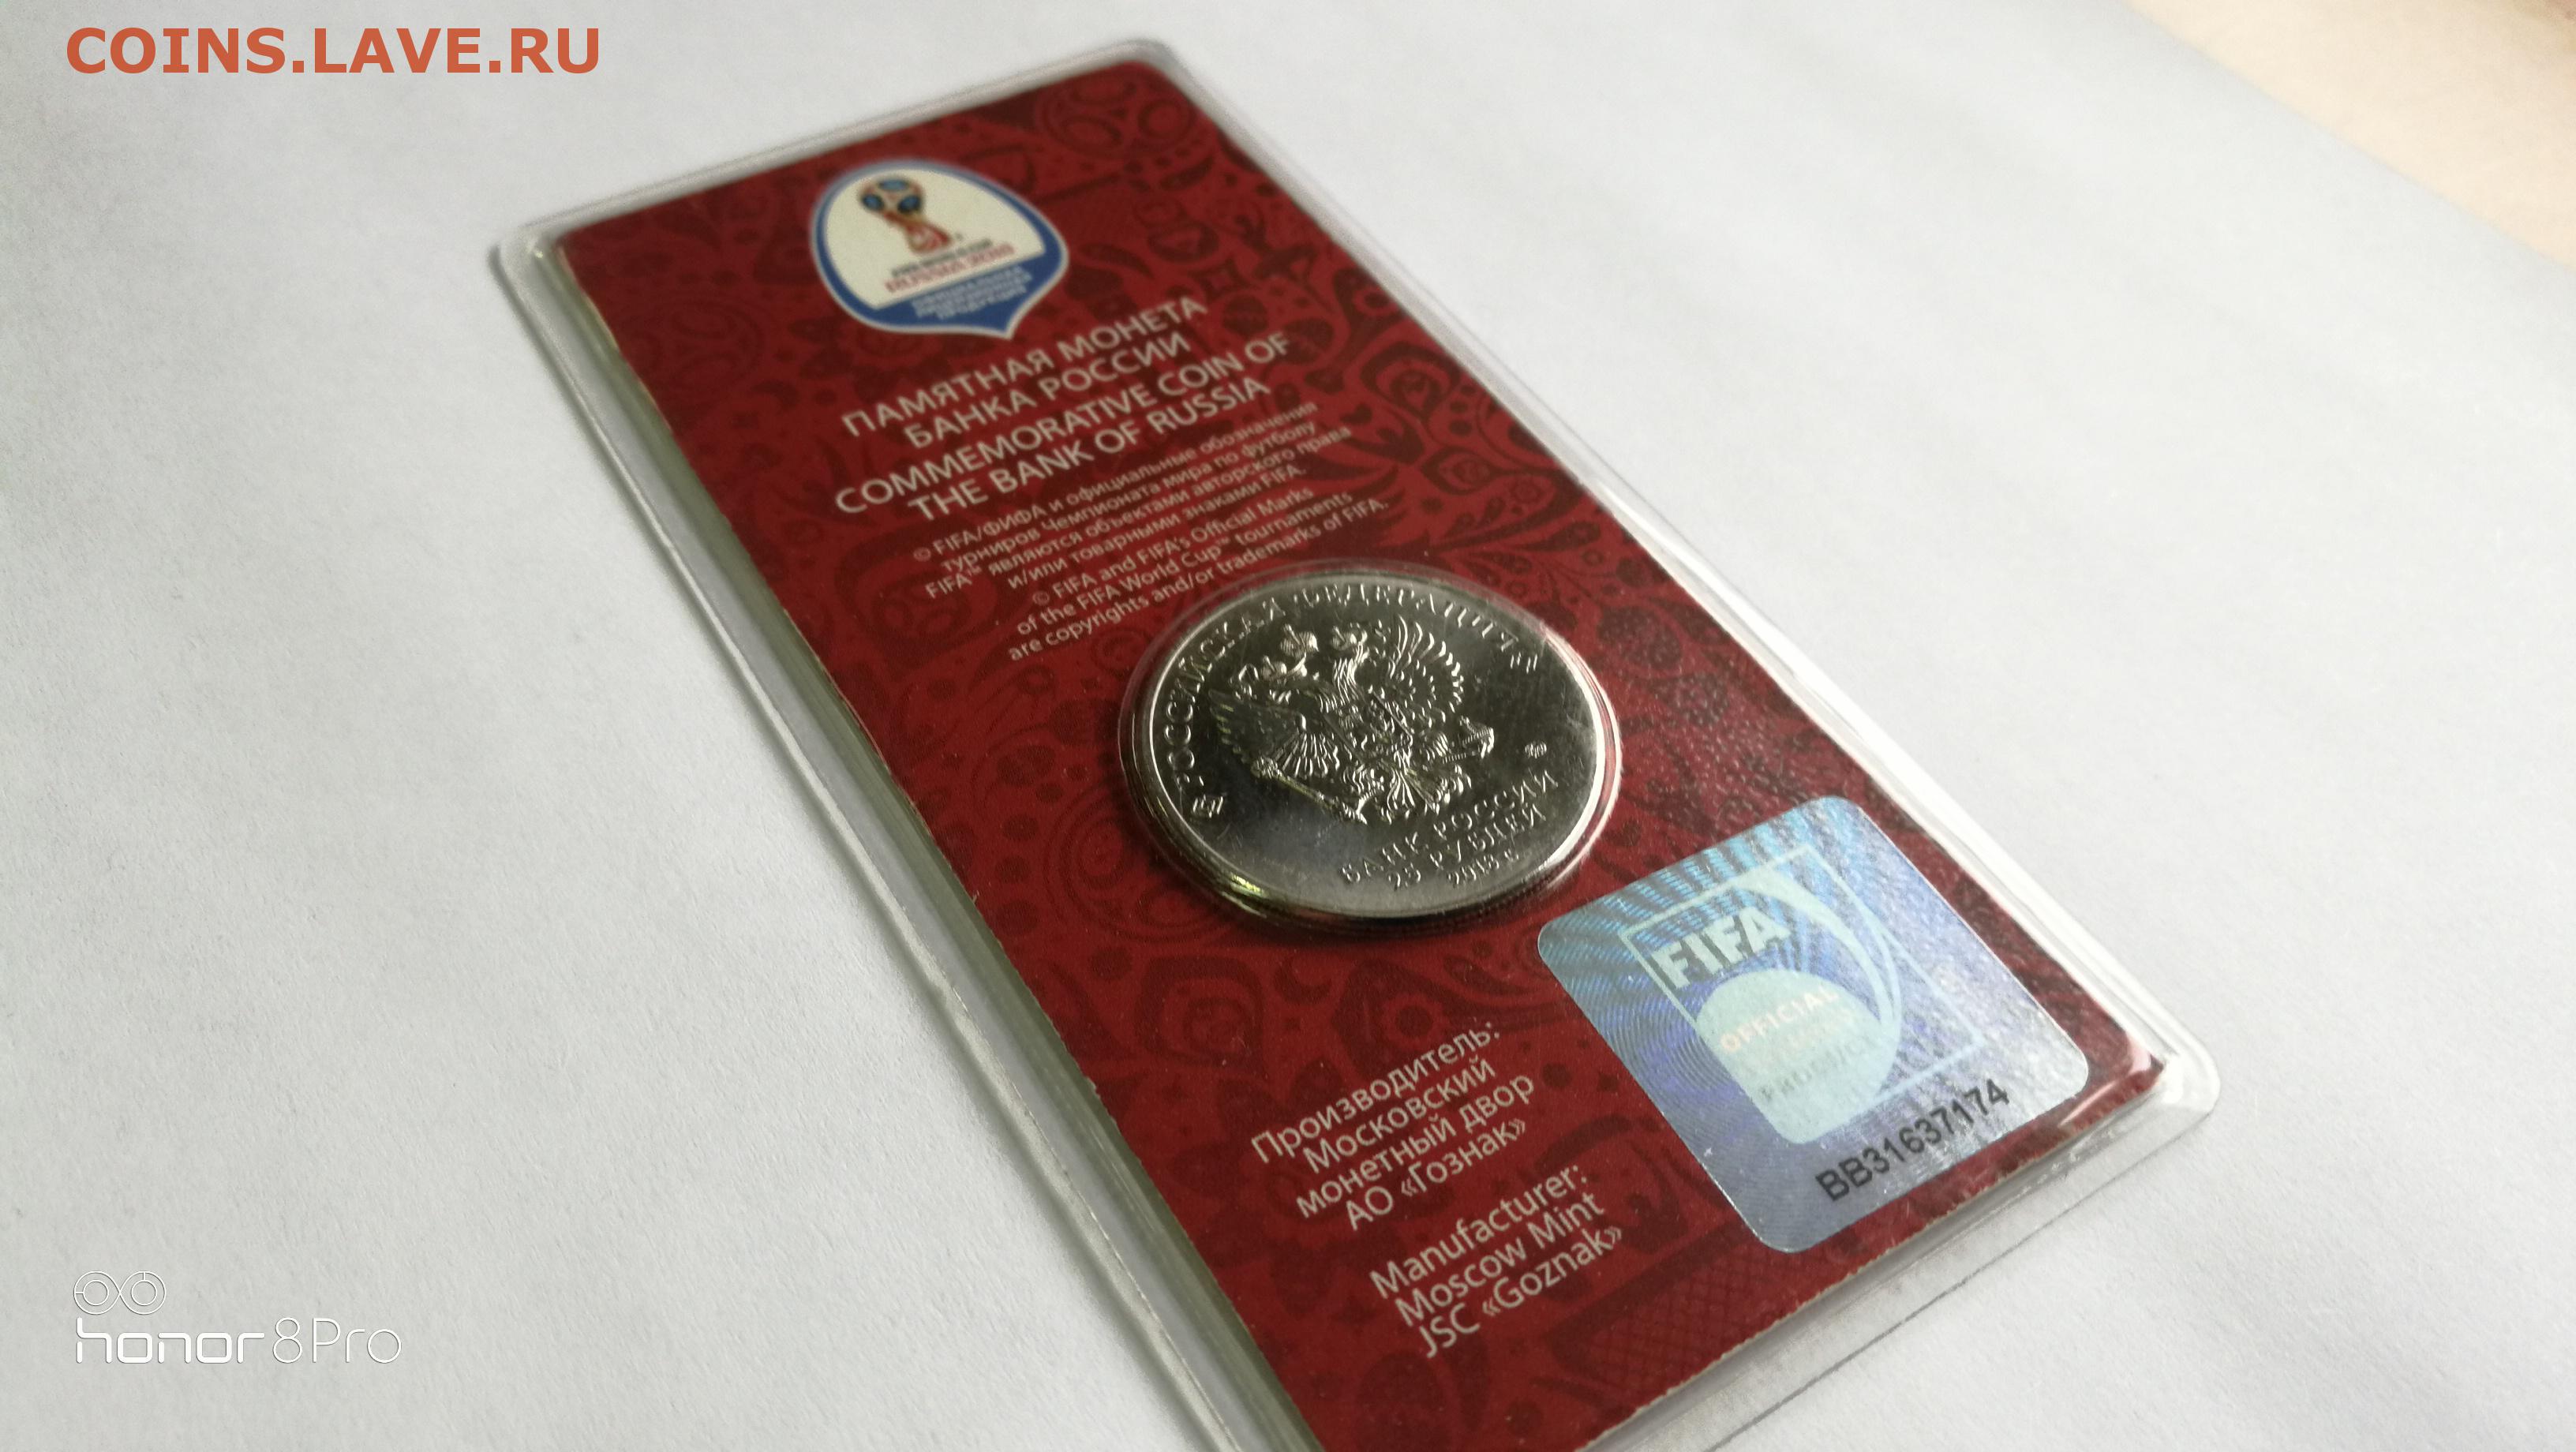 COINS.LAVE.RU
RUSSIA 2018
ПАМЯТНАЯ МОНЕТА
БАНКА РОССИИ
COMMEMORATIVE COIN OF
THE BANK OF RUSSIA
© FIFA/ФИФА и официальные обозначения
турниров Чемпионата мира по футболу
FIFA™ являются объектами авторского права
и/или товарными знаками FIFA.
© FIFA and FIFA's Official Marks
of the FIFA World Cup™ tournaments
are copyrights and/or trademarks of FIFA.
РОССИЙСКАЯ ФЕДЕРАЦИЯ
БАНК РОССИИ
25 РУБЛЕЙ
2018 г.
FIFA
OFFICIAL
BB31637174
Производитель:
Московский
монетный двор
АО «Гознак»
Manufacturer:
Moscow Mint
JSC «Goznak»
honor 8Pro